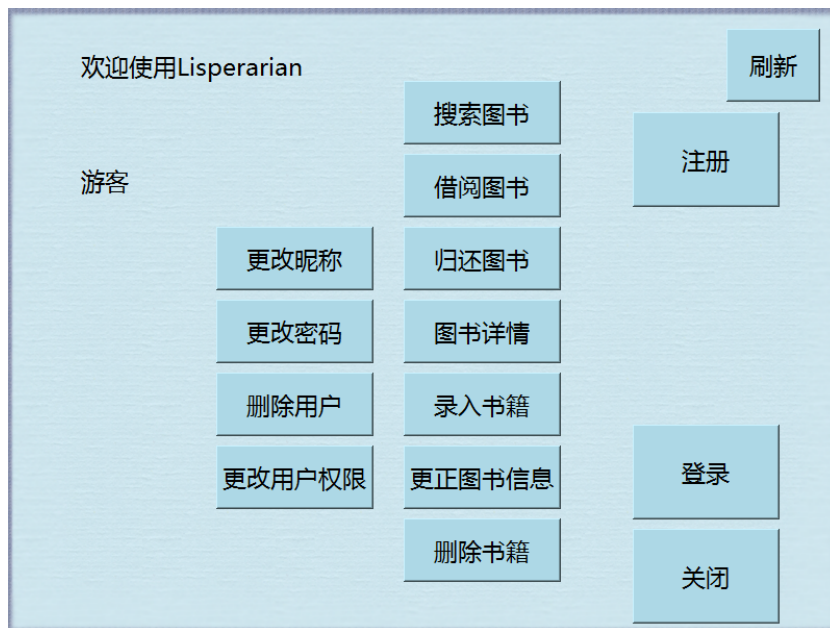 欢迎使用Lisperarian
刷新
搜索图书
注册
游客
借阅图书
更改昵称
归还图书
更改密码
图书详情
删除用户
录入书籍
更改用户权限
更正图书信息
登录
删除书籍
关闭